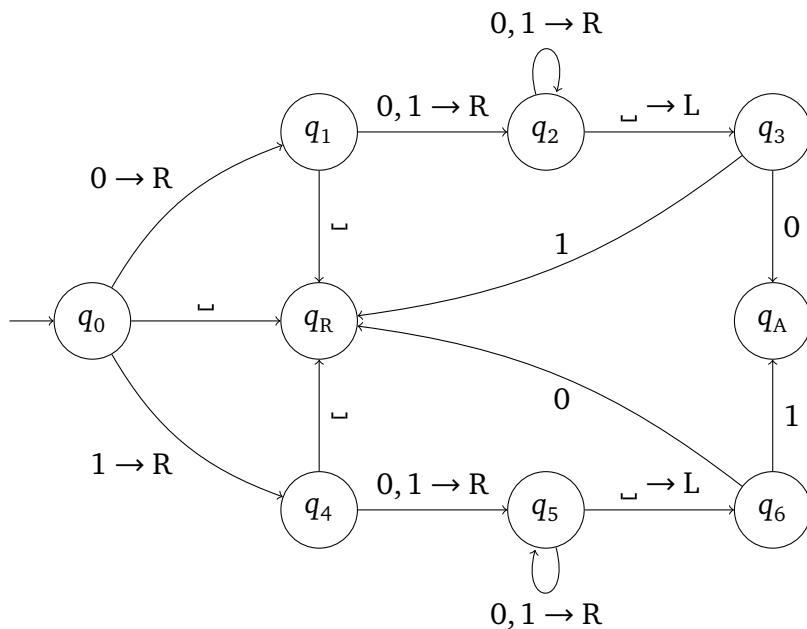 0, 1 → R
0, 1 → R
␣ → L
q1
q2
q3
0 → R
␣
1
0
q0
␣
qR
qA
␣
0
1
1 → R
0, 1 → R
␣ → L
q4
q5
q6
0, 1 → R